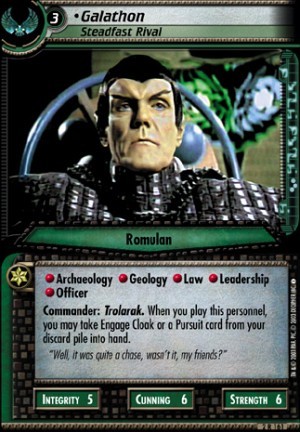 3
• Galathon
Steadfast Rival
Romulan
• Archaeology • Geology • Law • Leadership
• Officer
Commander: Trolarak. When you play this personnel,
you may take Engage Cloak or a Pursuit card from your
discard pile into hand.
"Well, it was quite a chase, wasn't it, my friends?"
INTEGRITY 5 CUNNING 6 STRENGTH 6